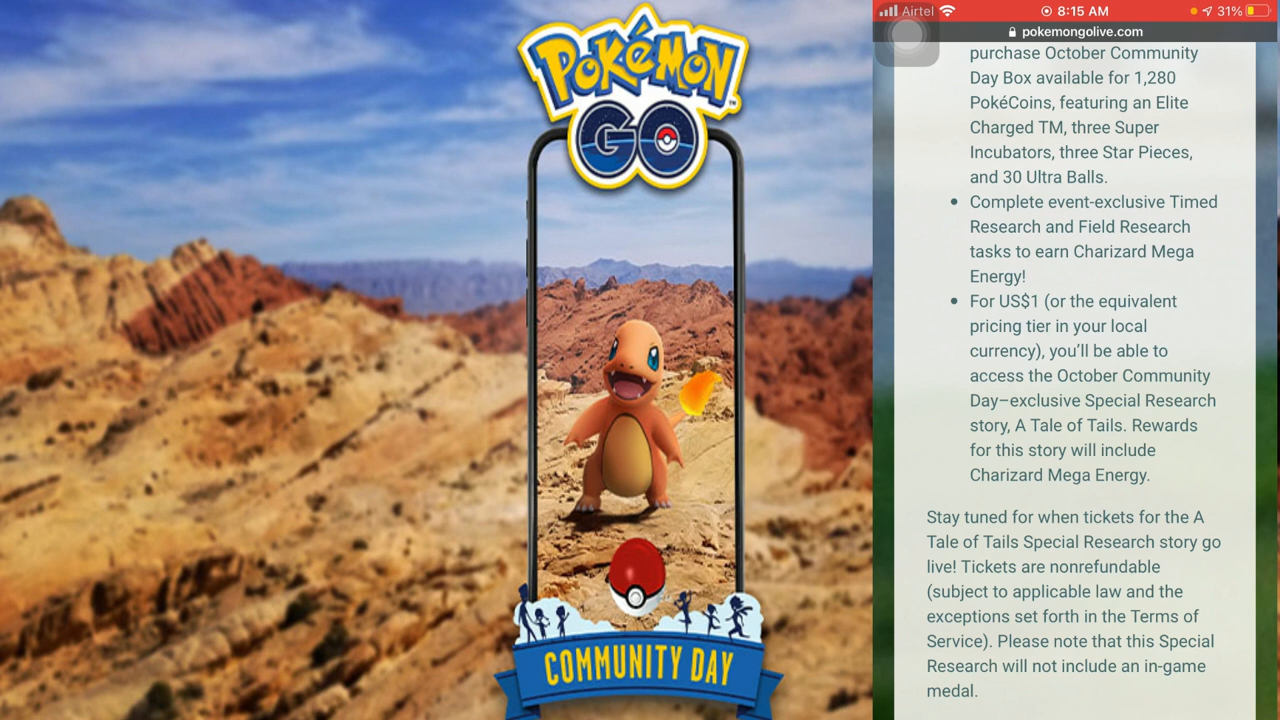 POKÉMON
GO
™
COMMUNITY DAY
Airtel
8:15 AM
31%
pokemongolive.com
purchase October Community
Day Box available for 1,280
PokéCoins, featuring an Elite
Charged TM, three Super
Incubators, three Star Pieces,
and 30 Ultra Balls.
• Complete event-exclusive Timed
Research and Field Research
tasks to earn Charizard Mega
Energy!
• For US$1 (or the equivalent
pricing tier in your local
currency), you’ll be able to
access the October Community
Day–exclusive Special Research
story, A Tale of Tails. Rewards
for this story will include
Charizard Mega Energy.
Stay tuned for when tickets for the A
Tale of Tails Special Research story go
live! Tickets are nonrefundable
(subject to applicable law and the
exceptions set forth in the Terms of
Service). Please note that this Special
Research will not include an in-game
medal.